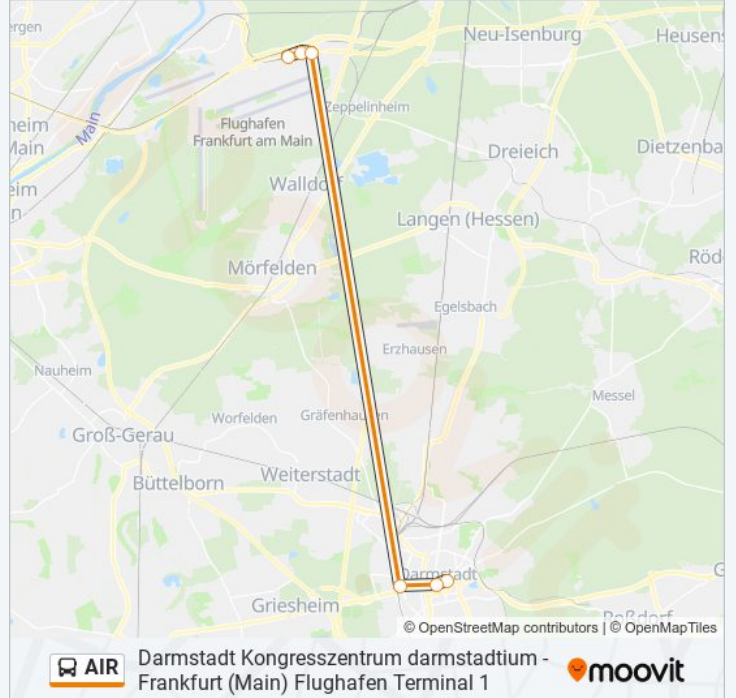 ergen
Neu-Isenburg
Heusens
Zeppelinheim
heim
Main
Main
Flughafen
Frankfurt am Main
Dreieich
Dietzenba
eim
n
Walldorf
Langen (Hessen)
Röd
Mörfelden
Egelsbach
Erzhausen
Nauheim
Messel
Worfelden
Gräfenhausen
Groß-Gerau
Weiterstadt
Büttelborn
Darmstadt
G
Griesheim
Roßdorf
© OpenStreetMap contributors | © OpenMapTiles
AIR
Darmstadt Kongresszentrum darmstadtium -
Frankfurt (Main) Flughafen Terminal 1
moovit